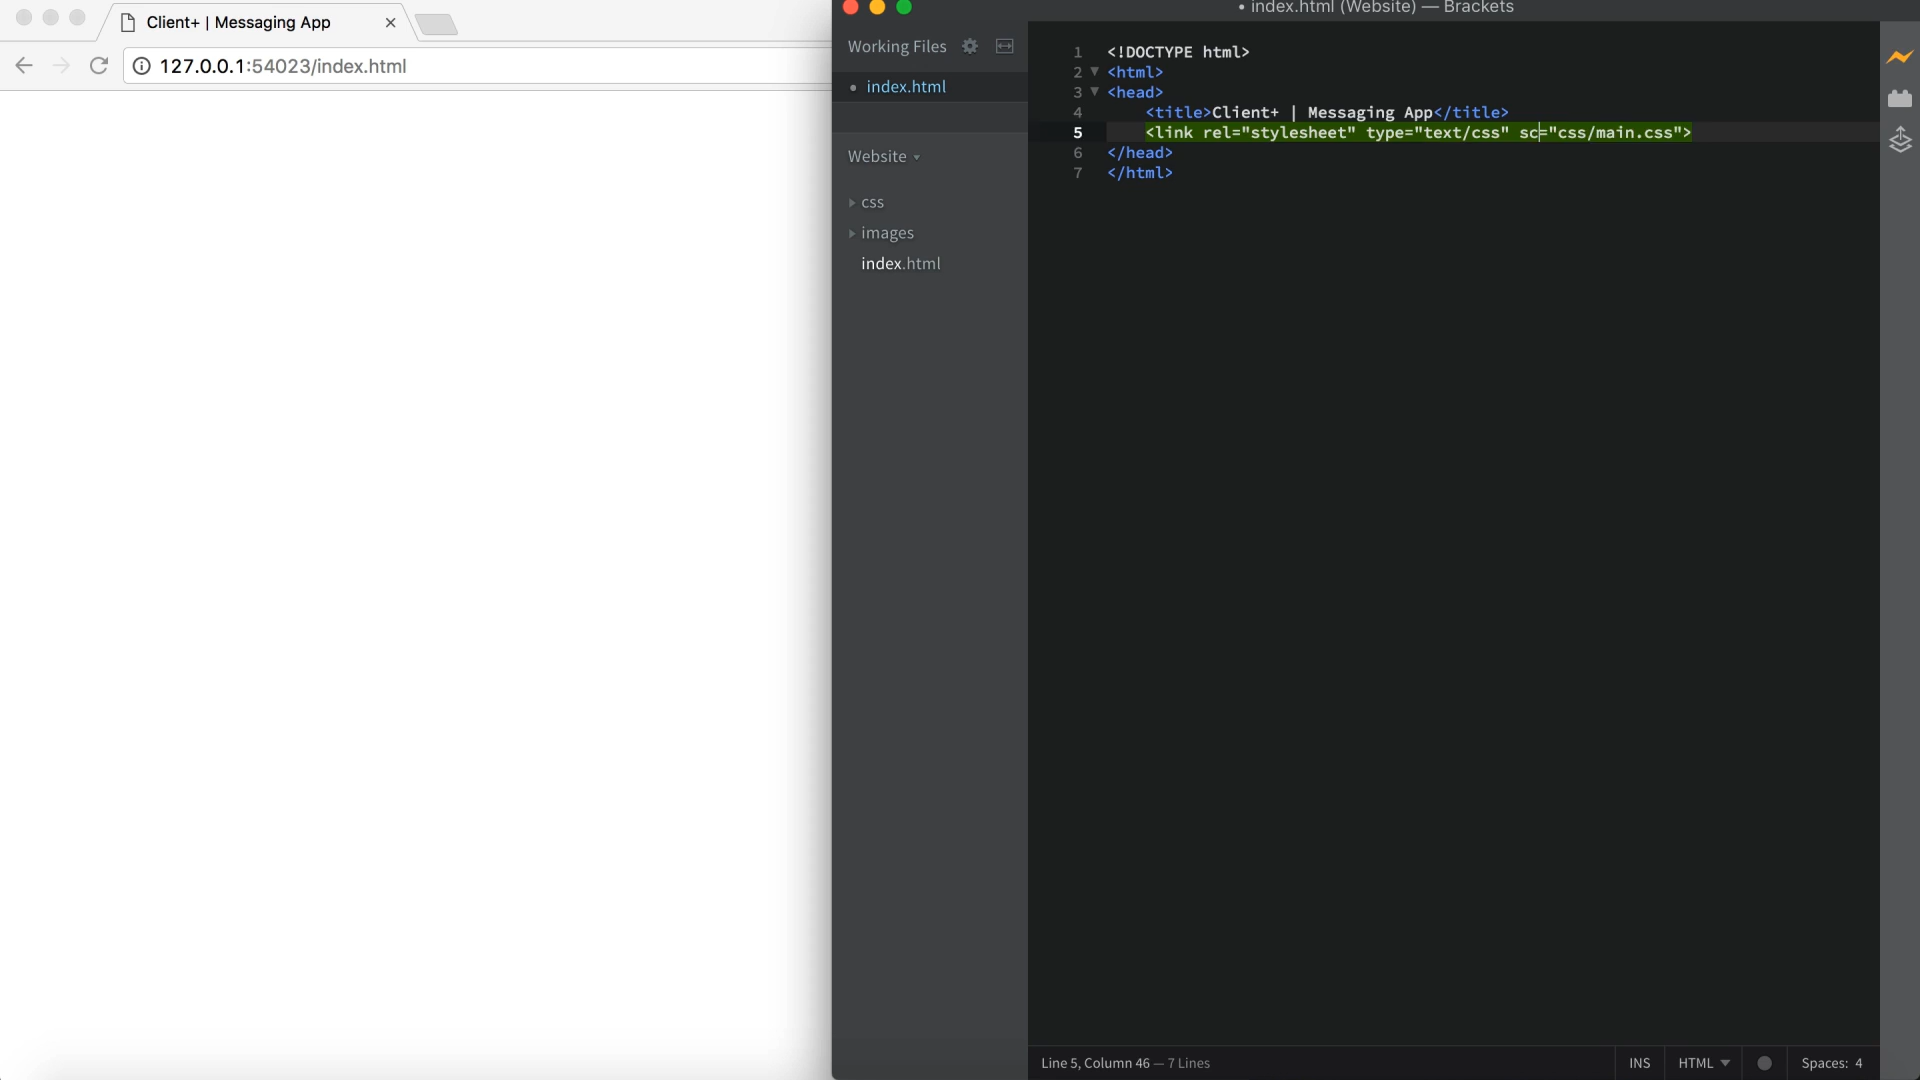 Client+ | Messaging App
127.0.0.1:54023/index.html
• index.html (Website) — Brackets
Working Files
index.html
Website
css
images
index.html
1 <!DOCTYPE html>
2 <html>
3 <head>
4 <title>Client+ | Messaging App</title>
5 <link rel="stylesheet" type="text/css" sc="css/main.css">
6 </head>
7 </html>
Line 5, Column 46 — 7 Lines
INS
HTML
Spaces: 4